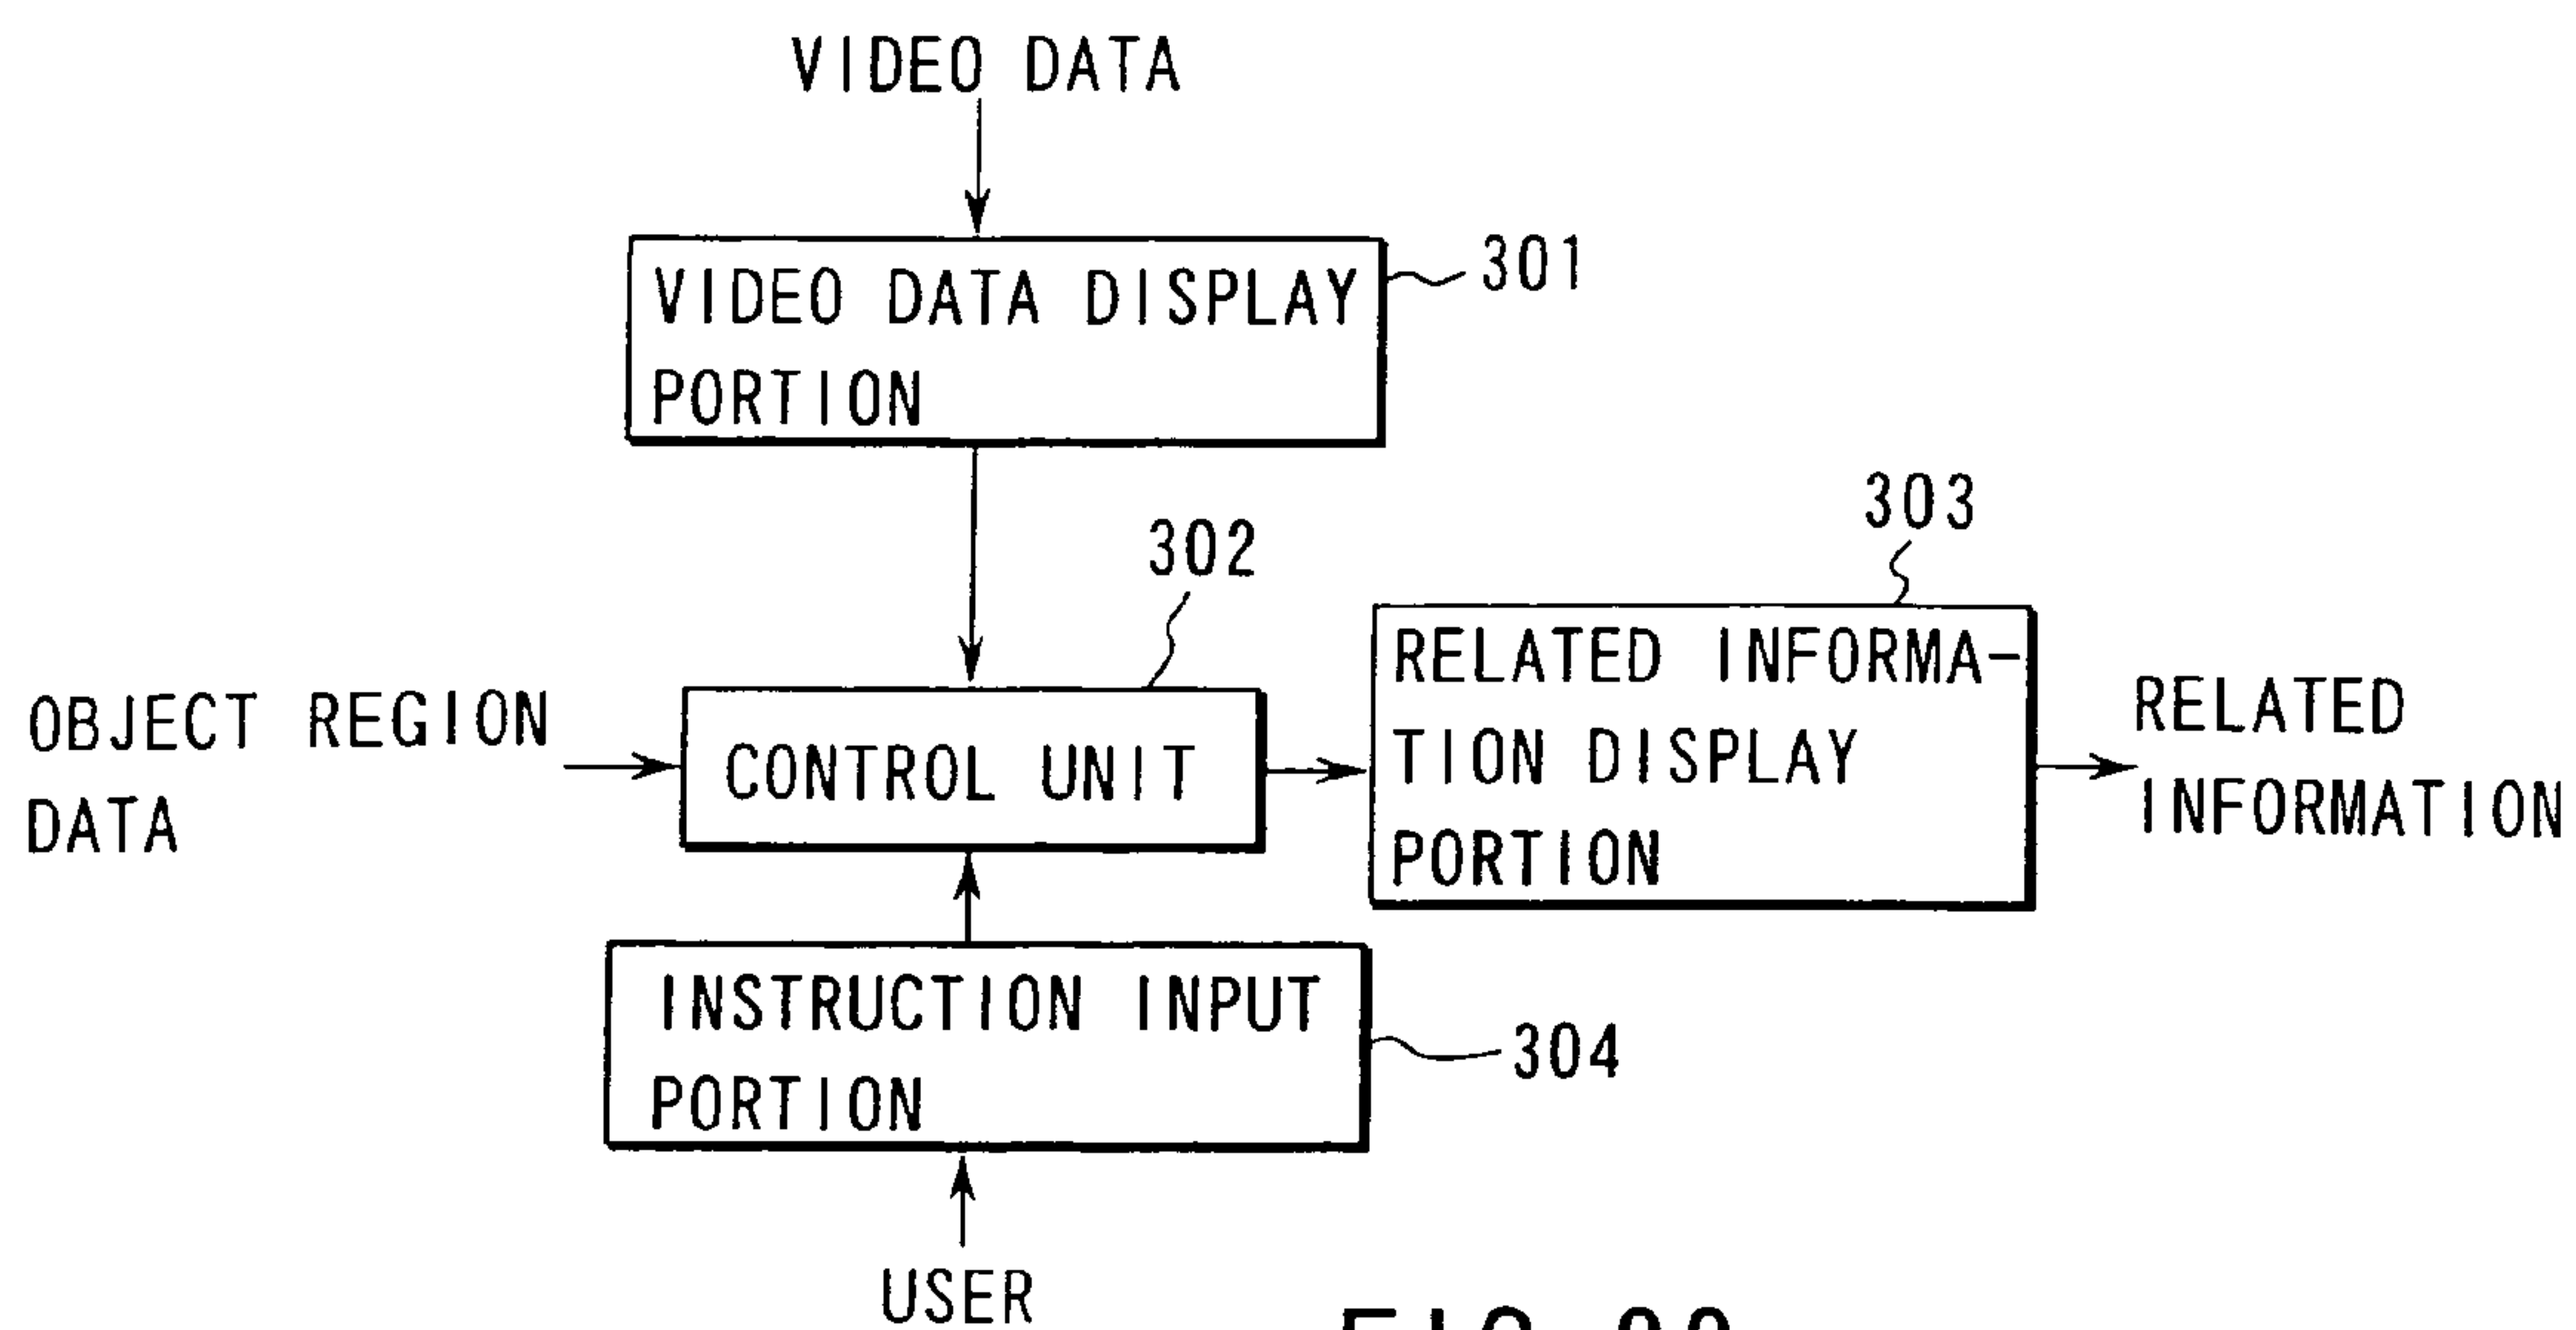 VIDEO DATA
VIDEO DATA DISPLAY
PORTION
301
302
303
OBJECT REGION
DATA
CONTROL UNIT
RELATED INFORMA-
TION DISPLAY
PORTION
RELATED
INFORMATION
INSTRUCTION INPUT
PORTION
304
USER